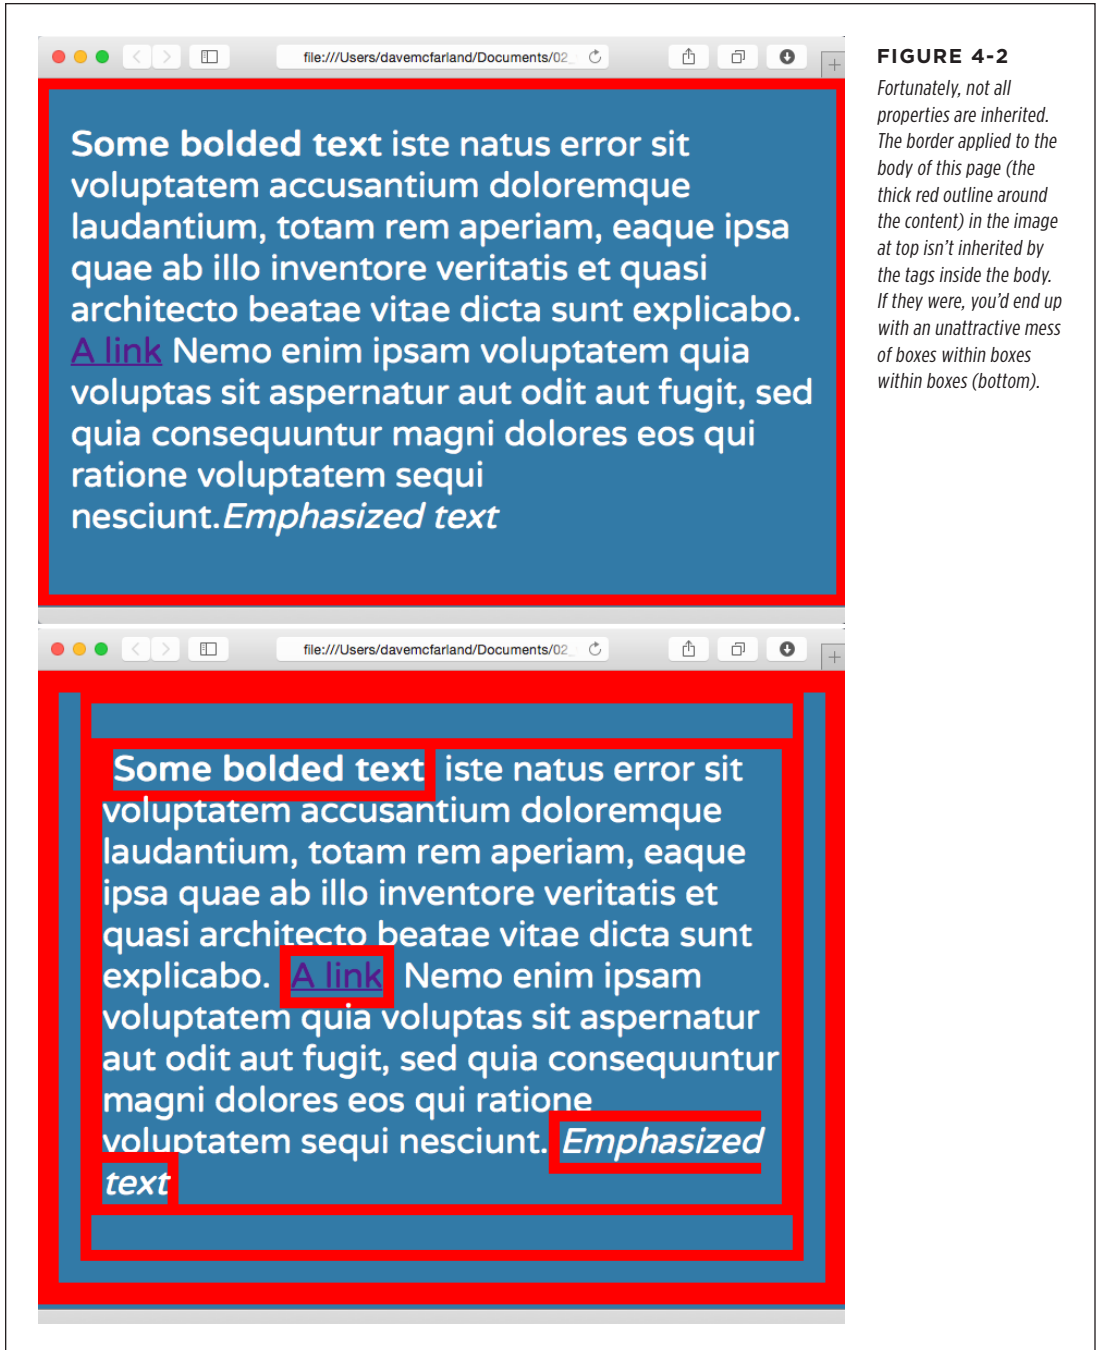 file:///Users/davemcfarland/Documents/02_
Some bolded text iste natus error sit
voluptatem accusantium doloremque
laudantium, totam rem aperiam, eaque ipsa
quae ab illo inventore veritatis et quasi
architecto beatae vitae dicta sunt explicabo.
A link Nemo enim ipsam voluptatem quia
voluptas sit aspernatur aut odit aut fugit, sed
quia consequuntur magni dolores eos qui
ratione voluptatem sequi
nesciunt.Emphasized text
file:///Users/davemcfarland/Documents/02_
Some bolded text iste natus error sit
voluptatem accusantium doloremque
laudantium, totam rem aperiam, eaque
ipsa quae ab illo inventore veritatis et
quasi architecto beatae vitae dicta sunt
explicabo. A link Nemo enim ipsam
voluptatem quia voluptas sit aspernatur
aut odit aut fugit, sed quia consequuntur
magni dolores eos qui ratione
voluptatem sequi nesciunt. Emphasized
text
FIGURE 4-2
Fortunately, not all
properties are inherited.
The border applied to the
body of this page (the
thick red outline around
the content) in the image
at top isn't inherited by
the tags inside the body.
If they were, you'd end up
with an unattractive mess
of boxes within boxes
within boxes (bottom).